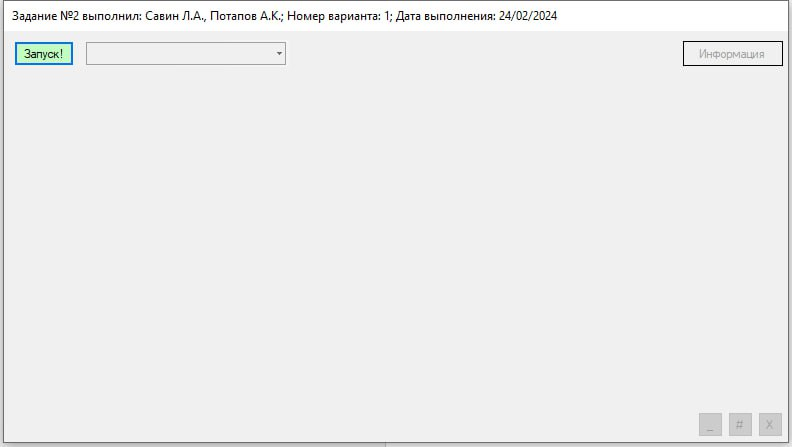 Задание №2 выполнил: Савин Л.А., Потапов А.К.; Номер варианта: 1; Дата выполнения: 24/02/2024
Запуск! Информация
_ # X